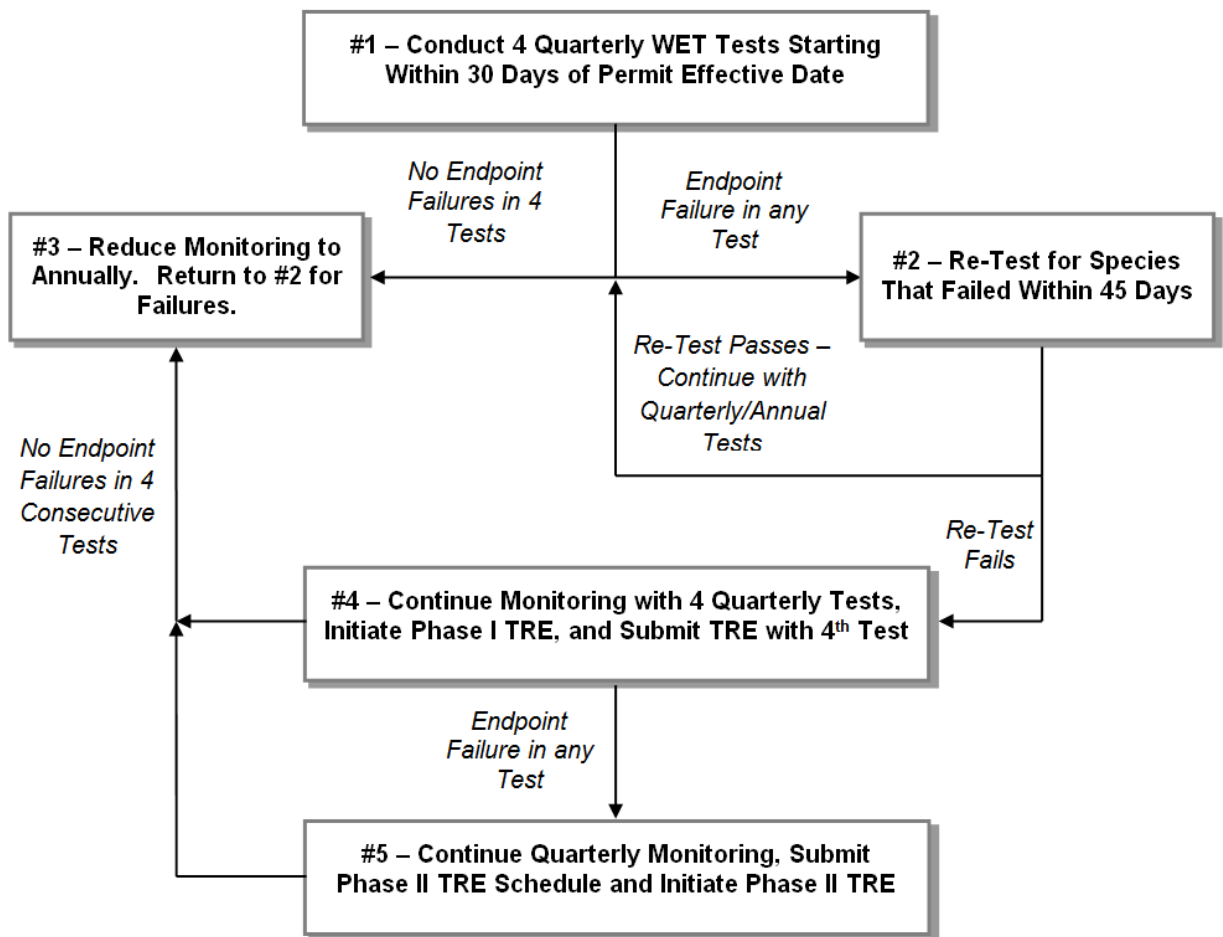 #1 – Conduct 4 Quarterly WET Tests Starting
Within 30 Days of Permit Effective Date
No Endpoint
Failures in 4
Tests
Endpoint
Failure in any
Test
#3 – Reduce Monitoring to
Annually. Return to #2 for
Failures.
#2 – Re-Test for Species
That Failed Within 45 Days
Re-Test Passes –
Continue with
Quarterly/Annual
Tests
No Endpoint
Failures in 4
Consecutive
Tests
Re-Test
Fails
#4 – Continue Monitoring with 4 Quarterly Tests,
Initiate Phase I TRE, and Submit TRE with 4th Test
Endpoint
Failure in any
Test
#5 – Continue Quarterly Monitoring, Submit
Phase II TRE Schedule and Initiate Phase II TRE